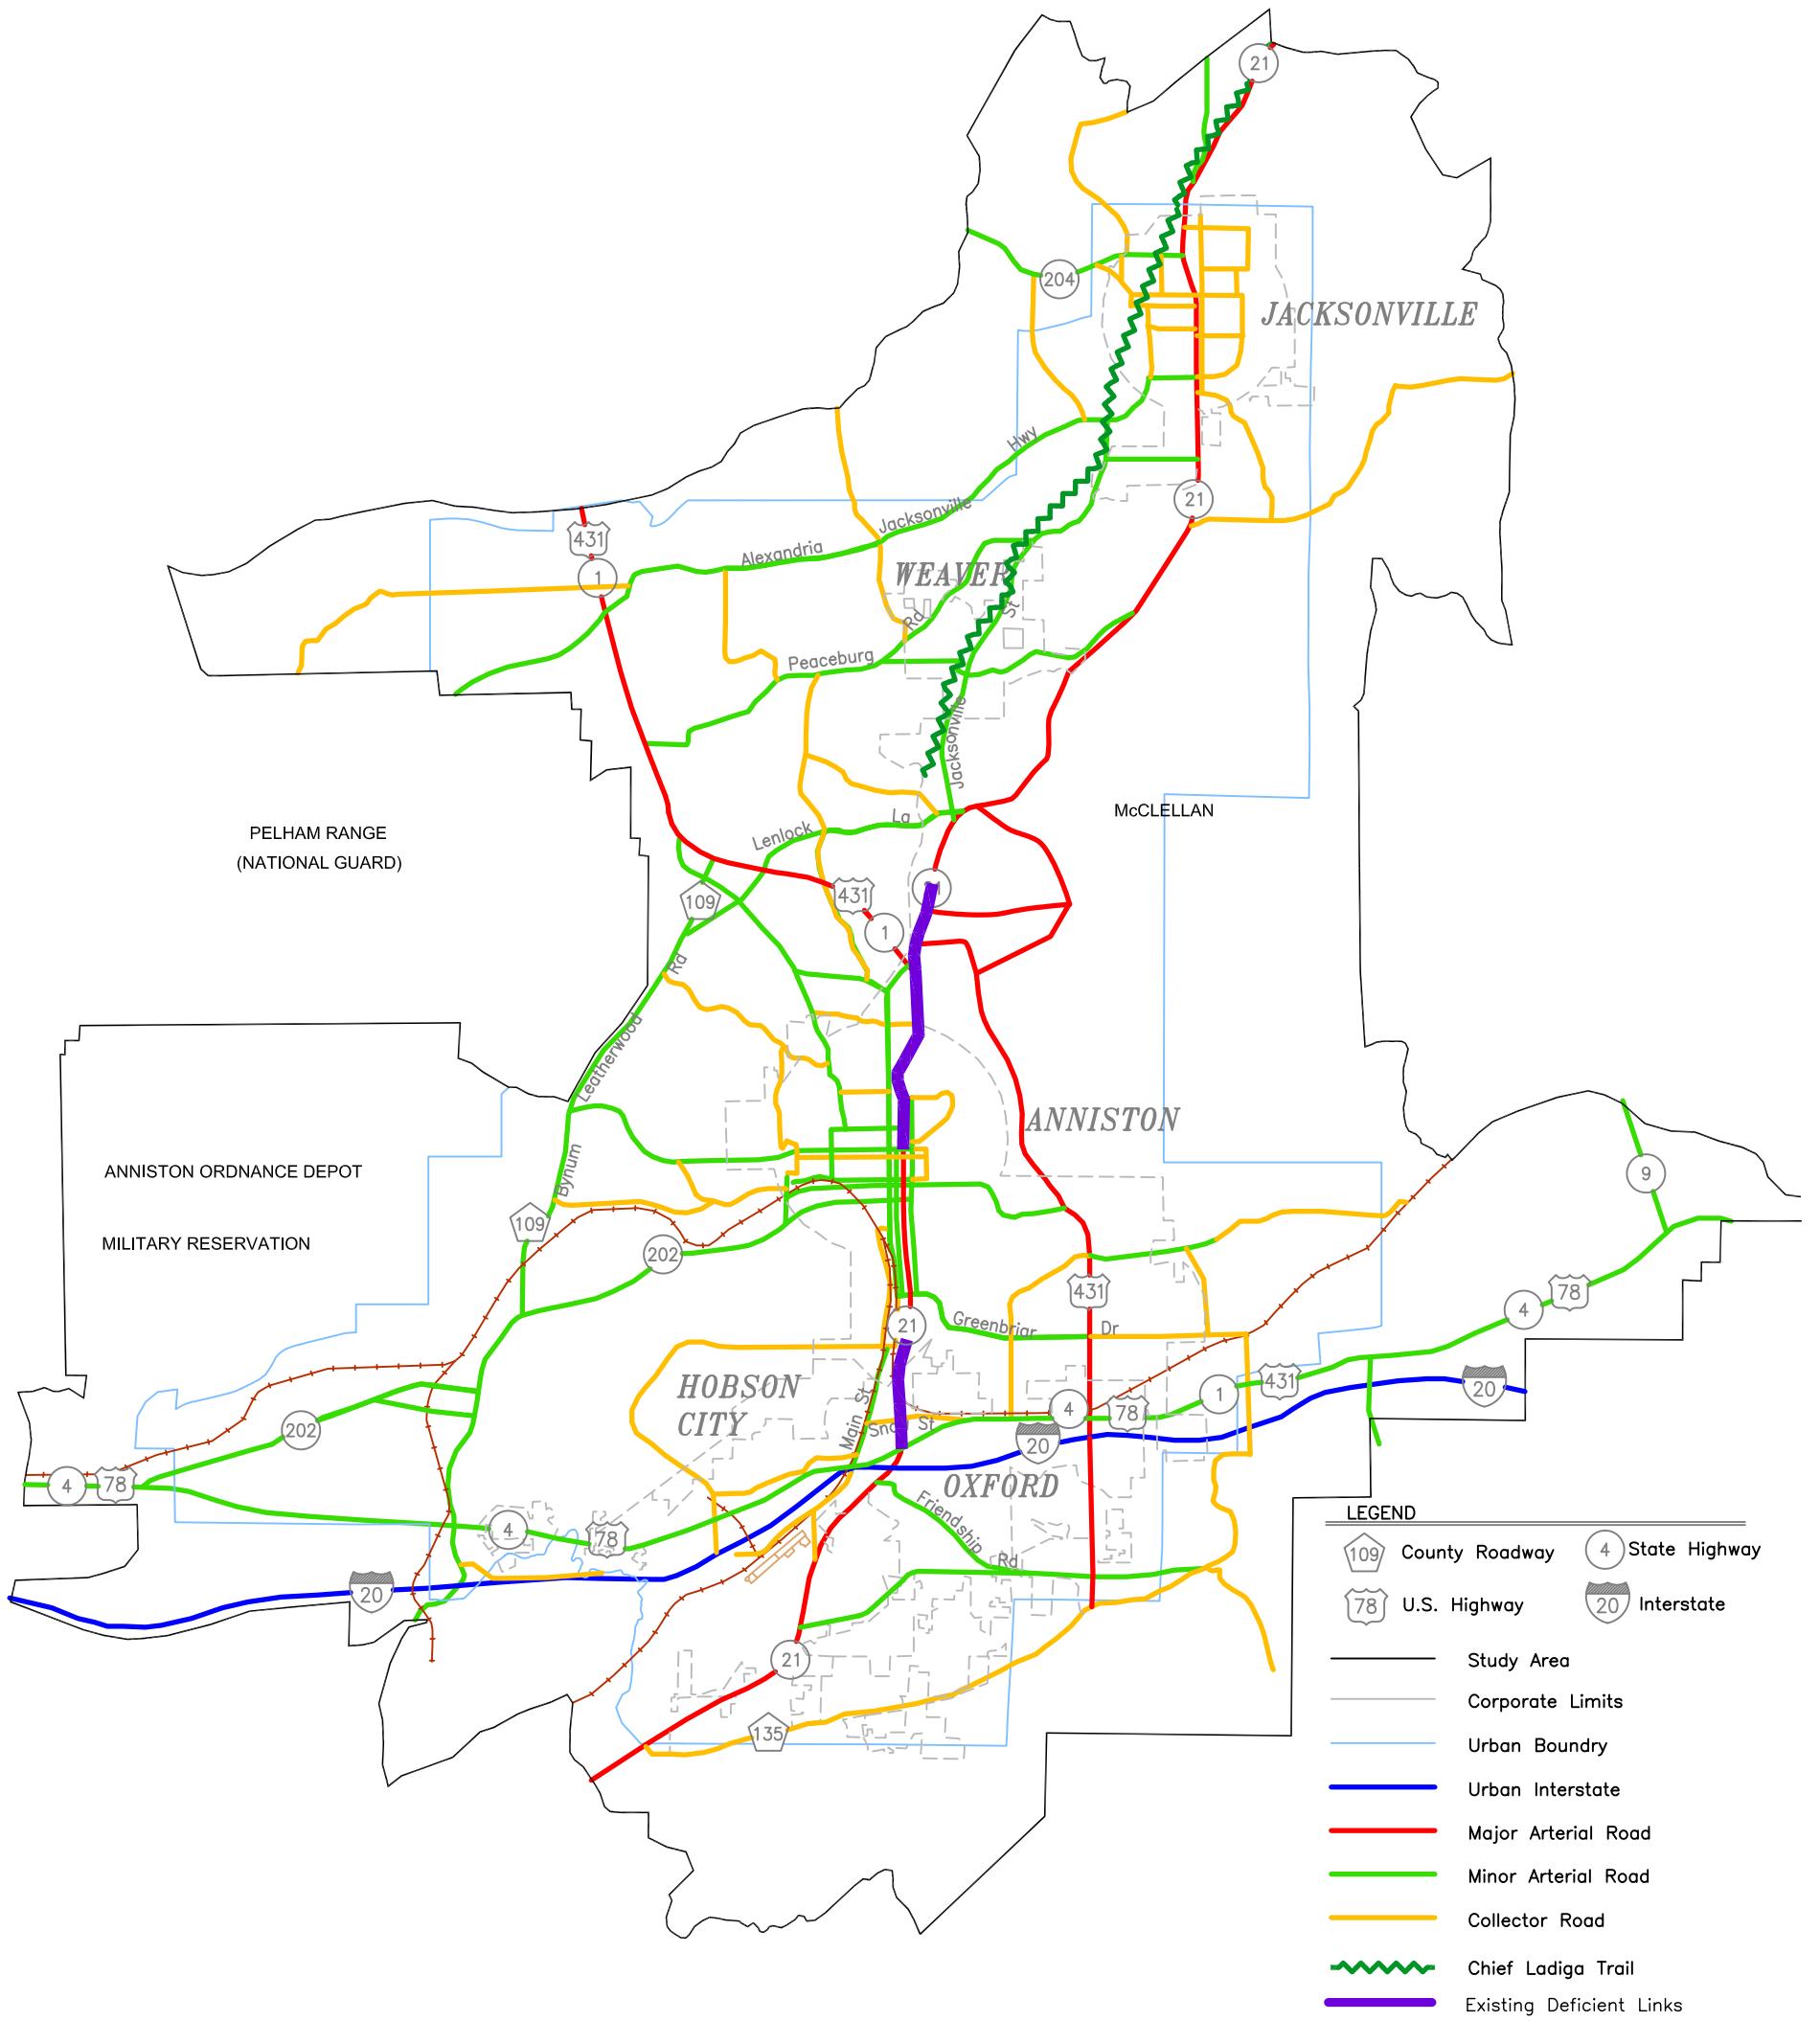 21
204
JACKSONVILLE
Hwy
21
Jacksonville
431
Alexandria
1
WEAVER
St
Rd
Peaceburg
Jacksonville
McCLELLAN
La
Lenlock
PELHAM RANGE
(NATIONAL GUARD)
431
109
1
Rd
Leatherwood
ANNISTON
ANNISTON ORDNANCE DEPOT
Bynum
9
109
MILITARY RESERVATION
202
431
78
4
21
Greenbriar
Dr
HOBSON
CITY
Main St
431
1
20
4
78
St
202
20
4
78
OXFORD
Friendship
4
78
Rd
20
21
135
LEGEND
109 County Roadway
4 State Highway
78 U.S. Highway
20 Interstate
Study Area
Corporate Limits
Urban Boundry
Urban Interstate
Major Arterial Road
Minor Arterial Road
Collector Road
Chief Ladiga Trail
Existing Deficient Links